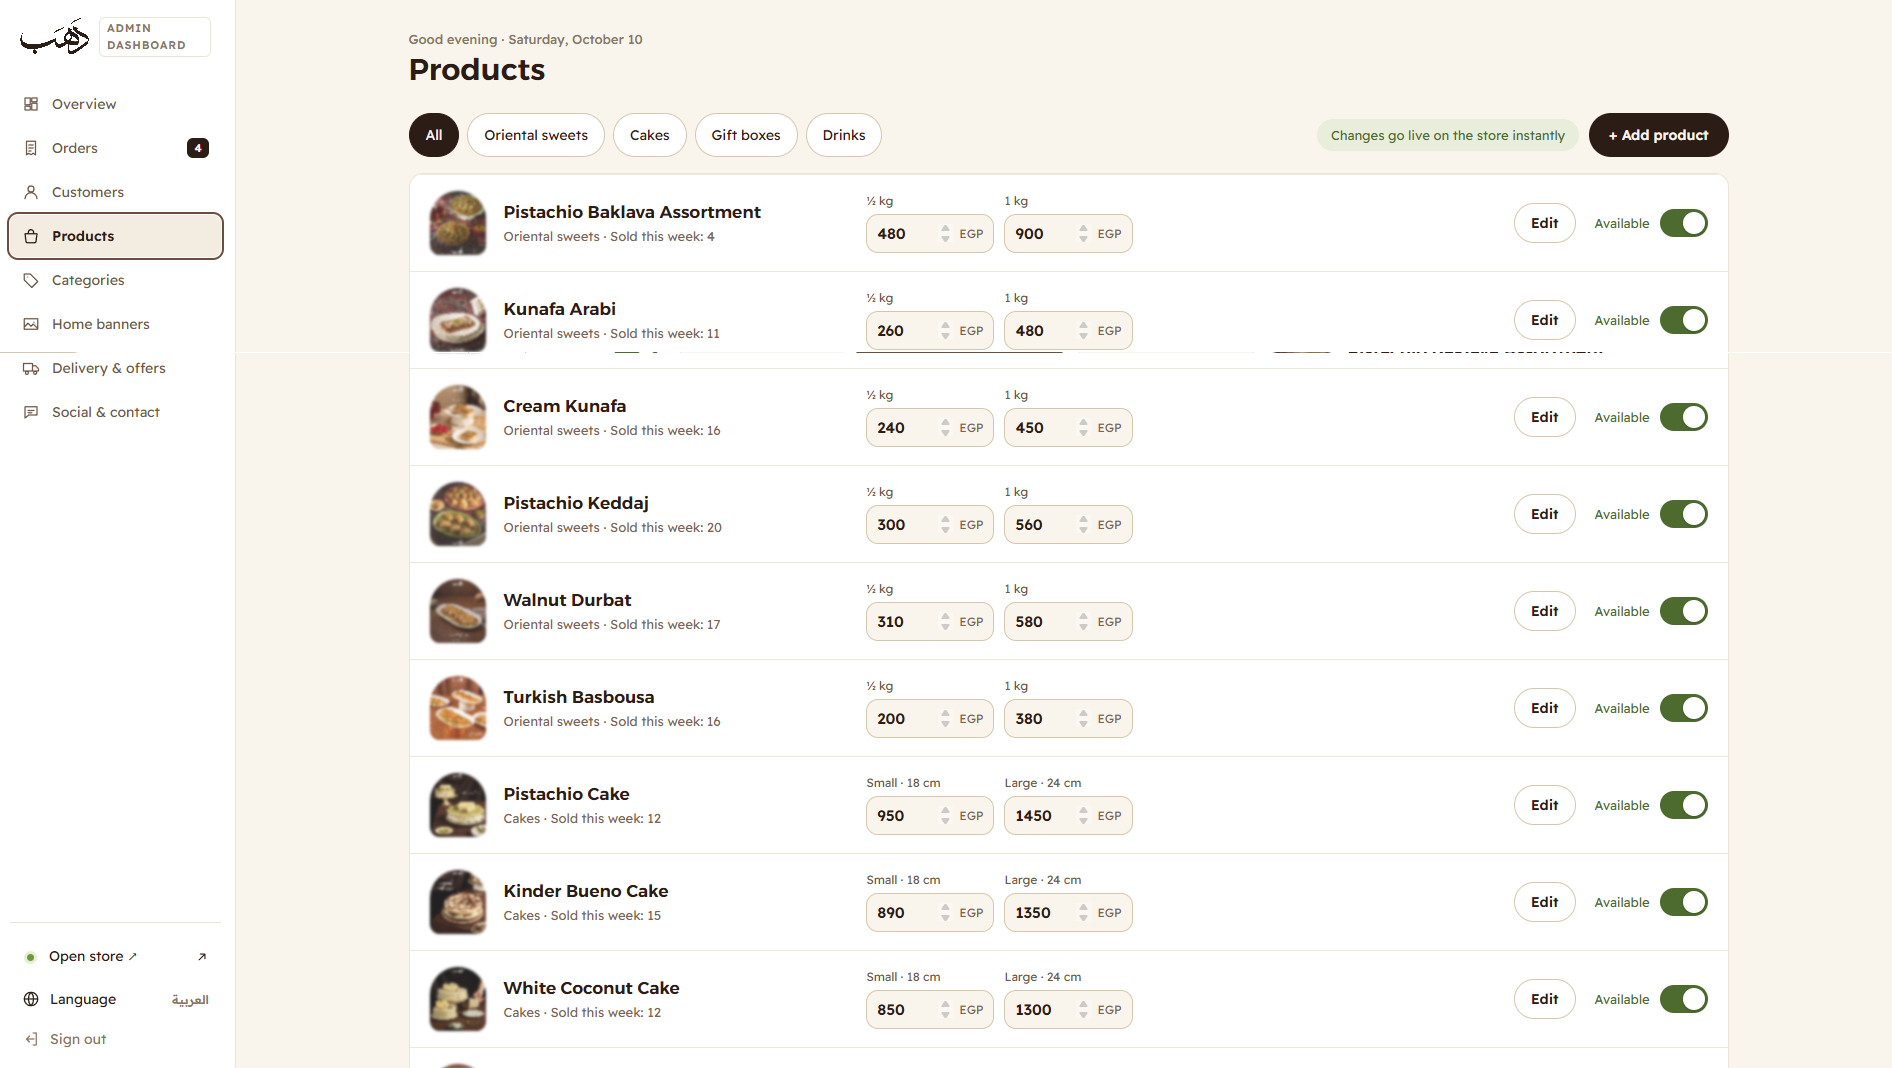 ذهب
ADMIN
DASHBOARD
Overview
Orders
4
Customers
Products
Categories
Home banners
Delivery & offers
Social & contact
Open store ↗
↗
Language
العربية
Sign out
Good evening · Saturday, October 10
Products
All
Oriental sweets
Cakes
Gift boxes
Drinks
Changes go live on the store instantly
+ Add product
Pistachio Baklava Assortment
Oriental sweets · Sold this week: 4
½ kg
480 EGP
1 kg
900 EGP
Edit
Available
Kunafa Arabi
Oriental sweets · Sold this week: 11
½ kg
260 EGP
1 kg
480 EGP
Edit
Available
Cream Kunafa
Oriental sweets · Sold this week: 16
½ kg
240 EGP
1 kg
450 EGP
Edit
Available
Pistachio Keddaj
Oriental sweets · Sold this week: 20
½ kg
300 EGP
1 kg
560 EGP
Edit
Available
Walnut Durbat
Oriental sweets · Sold this week: 17
½ kg
310 EGP
1 kg
580 EGP
Edit
Available
Turkish Basbousa
Oriental sweets · Sold this week: 16
½ kg
200 EGP
1 kg
380 EGP
Edit
Available
Pistachio Cake
Cakes · Sold this week: 12
Small · 18 cm
950 EGP
Large · 24 cm
1450 EGP
Edit
Available
Kinder Bueno Cake
Cakes · Sold this week: 15
Small · 18 cm
890 EGP
Large · 24 cm
1350 EGP
Edit
Available
White Coconut Cake
Cakes · Sold this week: 12
Small · 18 cm
850 EGP
Large · 24 cm
1300 EGP
Edit
Available